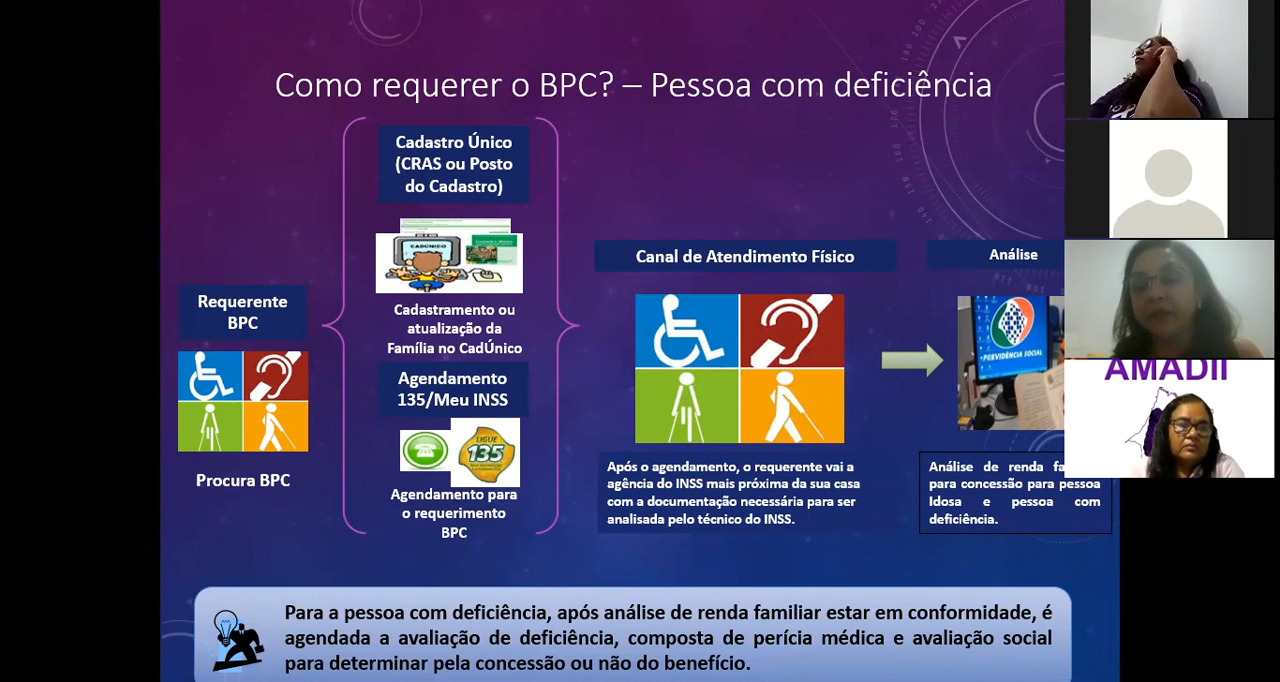 Como requerer o BPC? – Pessoa com deficiência
Requerente
BPC
Procura BPC
Cadastro Único
(CRAS ou Posto
do Cadastro)
CADÚNICO
Cadastramento ou
atualização da
Família no CadÚnico
Agendamento
135/Meu INSS
LIGUE
135
Agendamento para
o requerimento
BPC
Canal de Atendimento Físico
Após o agendamento, o requerente vai a
agência do INSS mais próxima da sua casa
com a documentação necessária para ser
analisada pelo técnico do INSS.
Análise
PREVIDÊNCIA SOCIAL
Análise de renda fa
para concessão para pessoa
Idosa e pessoa com
deficiência.
Para a pessoa com deficiência, após análise de renda familiar estar em conformidade, é
agendada a avaliação de deficiência, composta de perícia médica e avaliação social
para determinar pela concessão ou não do benefício.
AMADII